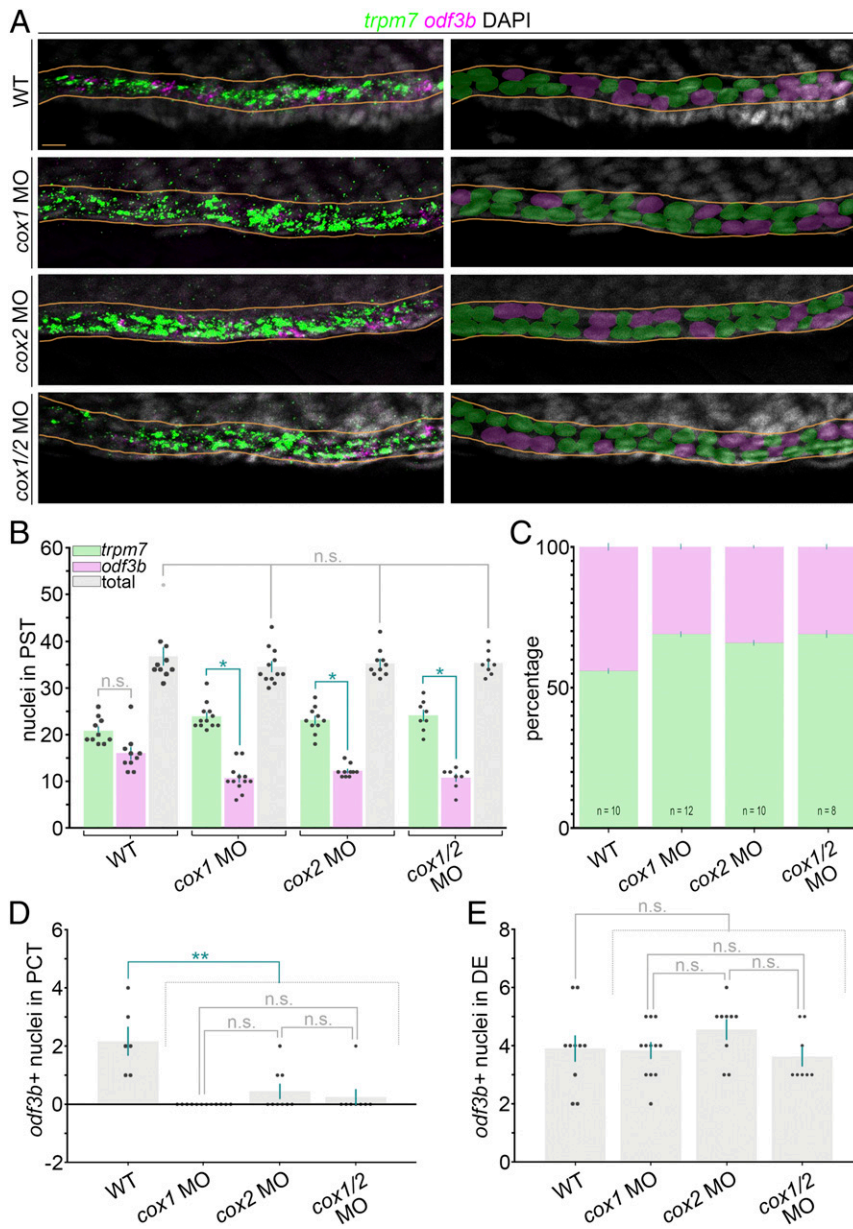 A
trpm7 odf3b DAPI
WT
cox1 MO
cox2 MO
cox1/2 MO
B
trpm7
odf3b
total
nuclei in PST
60
50
40
30
20
10
0
n.s.
n.s.
*
*
*
WT
cox1 MO
cox2 MO
cox1/2
MO
C
percentage
100
50
0
n = 10
n = 12
n = 10
n = 8
WT
cox1 MO
cox2 MO
cox1/2
MO
D
odf3b+ nuclei in PCT
6
4
2
0
-2
**
n.s.
n.s.
n.s.
WT
cox1 MO
cox2 MO
cox1/2
MO
E
odf3b+ nuclei in DE
8
6
4
2
0
n.s.
n.s.
n.s.
n.s.
WT
cox1 MO
cox2 MO
cox1/2
MO